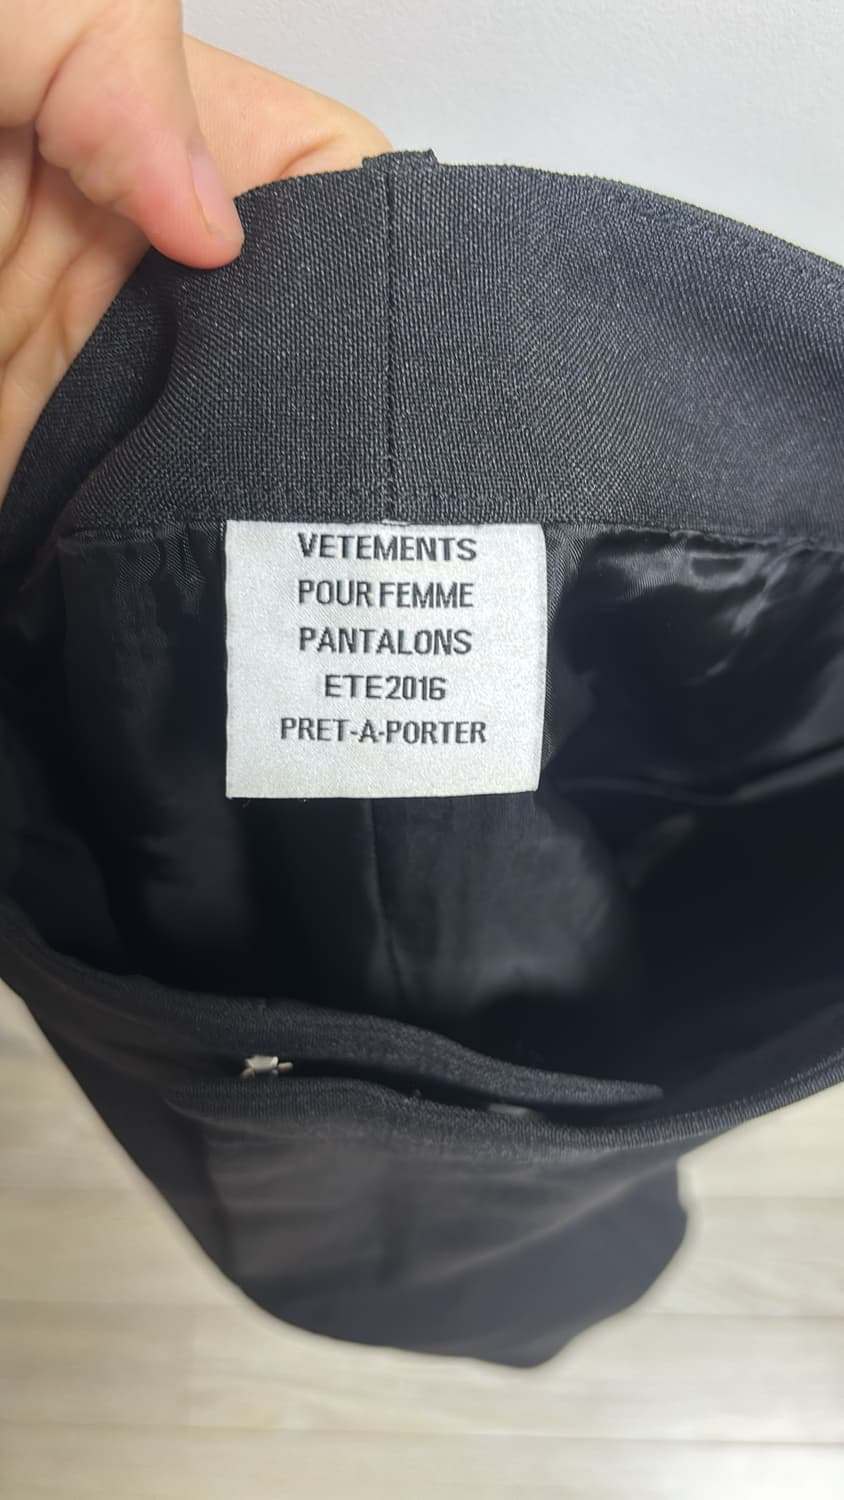 VETEMENTS
POUR FEMME
PANTALONS
ETE2016
PRET-A-PORTER